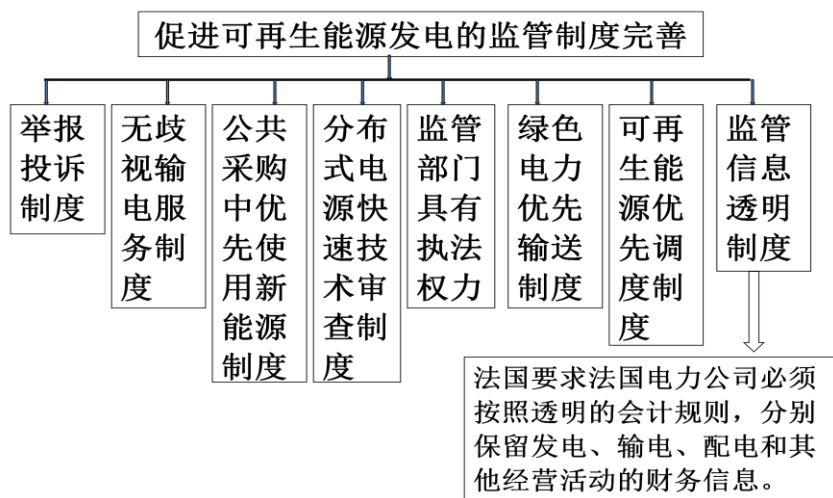 促进可再生能源发电的监管制度完善
举报
投诉
制度
无歧
视输
电服
务制
度
公共
采购
中优
先使
用新
能源
制度
分布
式电
源快
速技
术审
查制
度
监管
部门
具有
执法
权力
绿色
电力
优先
输送
制度
可再
生能
源优
先调
度制
度
监管
信息
透明
制度
法国要求法国电力公司必须
按照透明的会计规则，分别
保留发电、输电、配电和其
他经营活动的财务信息。